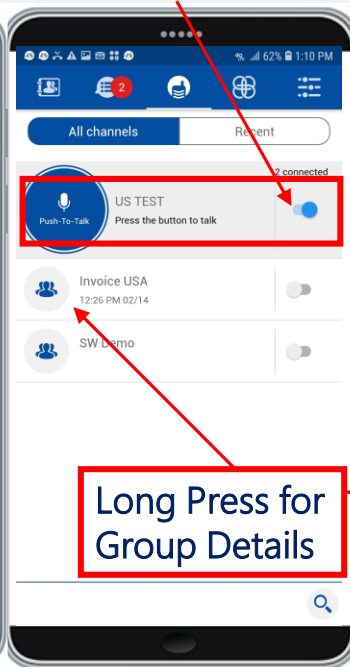 62% 1:10 PM
2
All channels
Recent
2 connected
US TEST
Push-To-Talk
Press the button to talk
Invoice USA
12:26 PM 02/14
SW Demo
Long Press for
Group Details